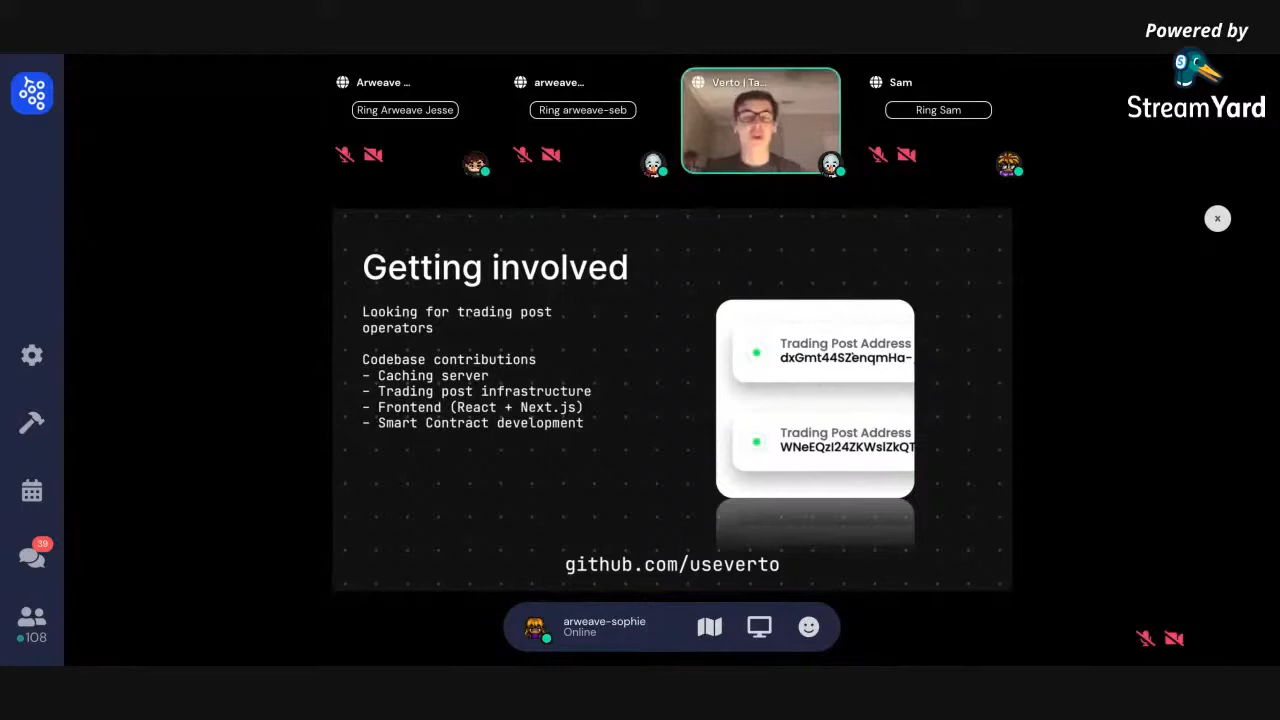 Powered by
StreamYard
Arweave ...
arweave...
Verto | Ta...
Sam
Ring Arweave Jesse
Ring arweave-seb
Ring Sam
Getting involved
Looking for trading post
operators
Codebase contributions
- Caching server
- Trading post infrastructure
- Frontend (React + Next.js)
- Smart Contract development
Trading Post Address
dxGmt44SZenqmHa-
Trading Post Address
WNeEQzI24ZKWslZkQT
github.com/useverto
39
108
arweave-sophie
Online